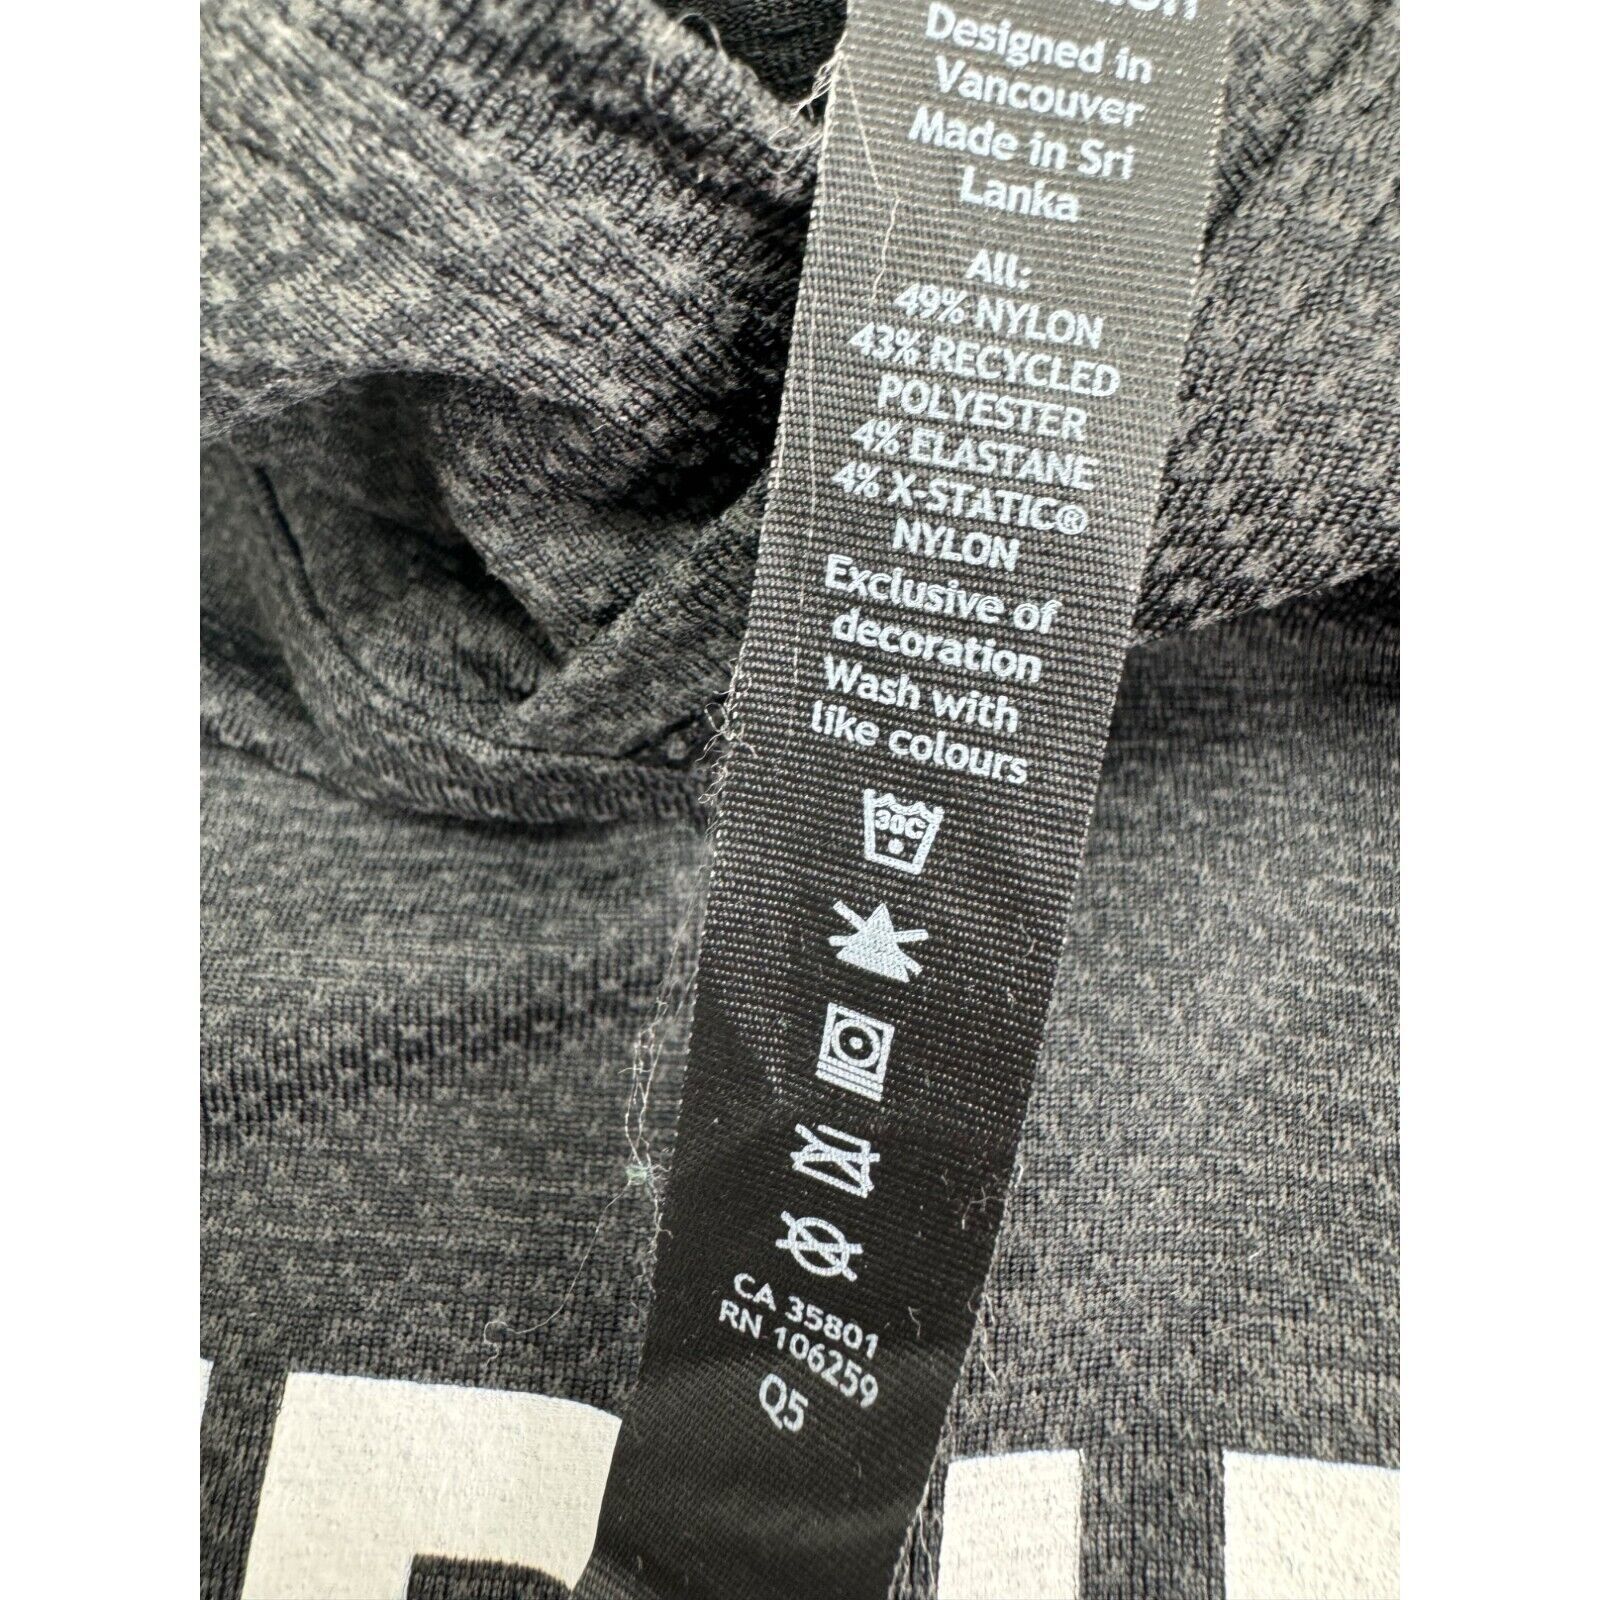 Designed in
Vancouver
Made in Sri
Lanka
All:
49% NYLON
43% RECYCLED
POLYESTER
4% ELASTANE
4% X-STATIC®
NYLON
Exclusive of
decoration
Wash with
like colours
30C
CA 35801
RN 106259
Q5